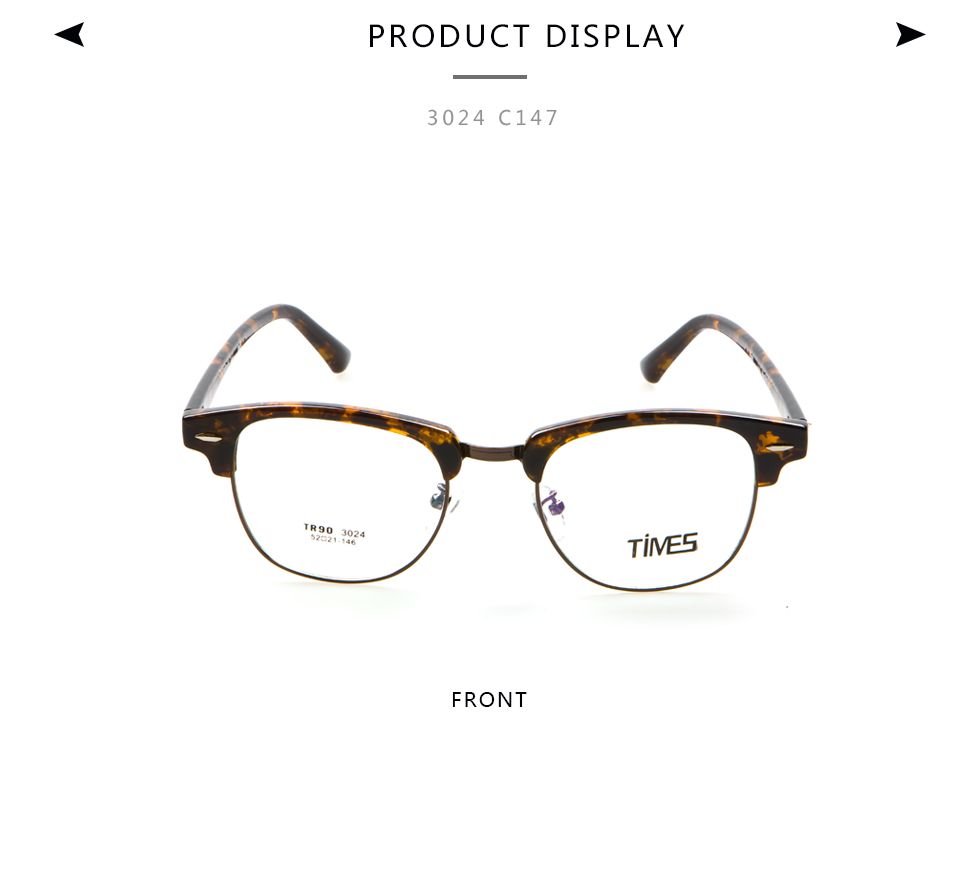 PRODUCT DISPLAY
3024 C147
TR90 3024
52□21-146
TiMES
FRONT